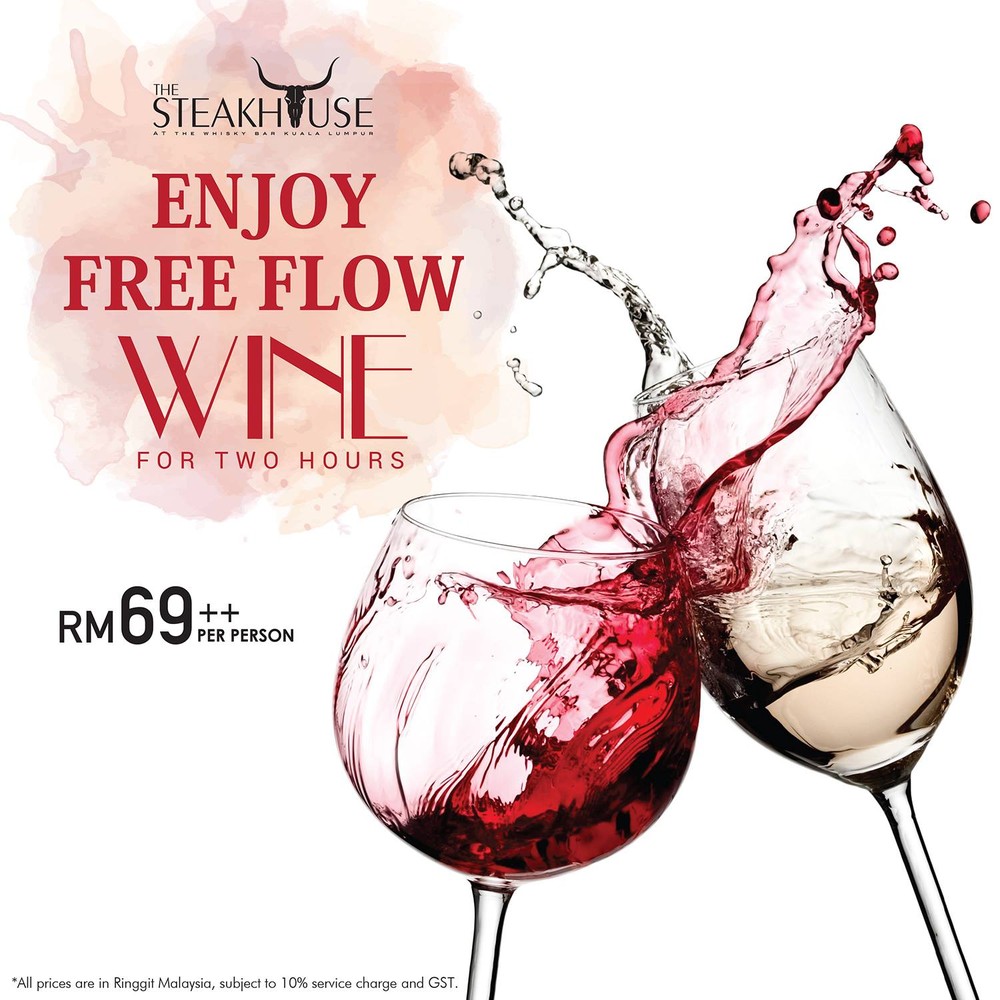 THE
STEAKHOUSE
AT THE WHISKY BAR KUALA LUMPUR
ENJOY
FREE FLOW
WINE
FOR TWO HOURS
RM69++
PER PERSON
*All prices are in Ringgit Malaysia, subject to 10% service charge and GST.